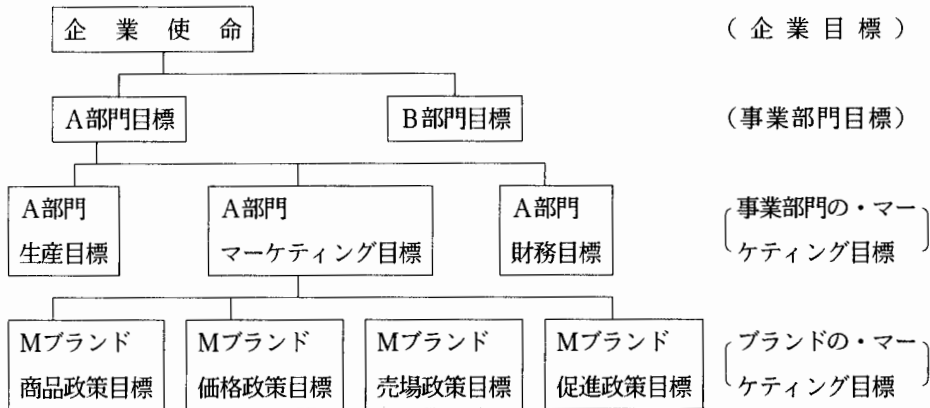 企業使命 (企業目標)
A部門目標 B部門目標 (事業部門目標)
A部門 A部門 A部門 事業部門の・マー
生産目標 マーケティング目標 財務目標 ケティング目標
Mブランド Mブランド Mブランド Mブランド ブランドの・マー
商品政策目標 価格政策目標 売場政策目標 促進政策目標 ケティング目標